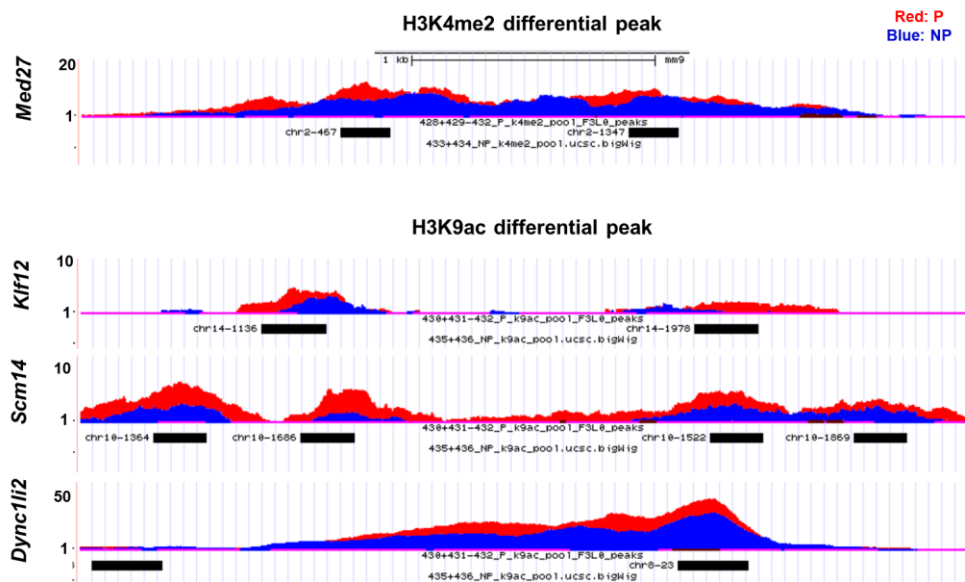 H3K4me2 differential peak
Red: P
Blue: NP
1 kb mm9
Med27
20
1
428+429-432_P_k4me2_pool_F3L0_peaks
chr2-467 chr2-1347
433+434_NP_k4me2_pool.ucsc.bigWig
H3K9ac differential peak
Klf12
10
1
430+431-432_P_k9ac_pool_F3L0_peaks
chr14-1136 chr14-1978
435+436_NP_k9ac_pool.ucsc.bigWig
Scm14
10
1
430+431-432_P_k9ac_pool_F3L0_peaks
chr10-1364 chr10-1686 chr10-1522 chr10-1869
435+436_NP_k9ac_pool.ucsc.bigWig
Dync1li2
50
1
430+431-432_P_k9ac_pool_F3L0_peaks
chr8-23
435+436_NP_k9ac_pool.ucsc.bigWig